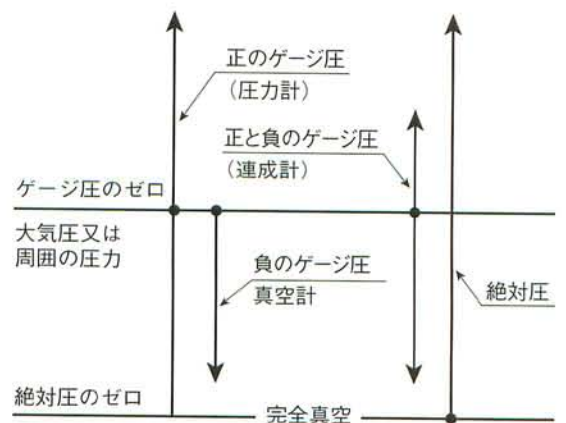 正のゲージ圧
(圧力計)
正と負のゲージ圧
(連成計)
ゲージ圧のゼロ
大気圧又は
周囲の圧力
負のゲージ圧
真空計
絶対圧
絶対圧のゼロ
完全真空